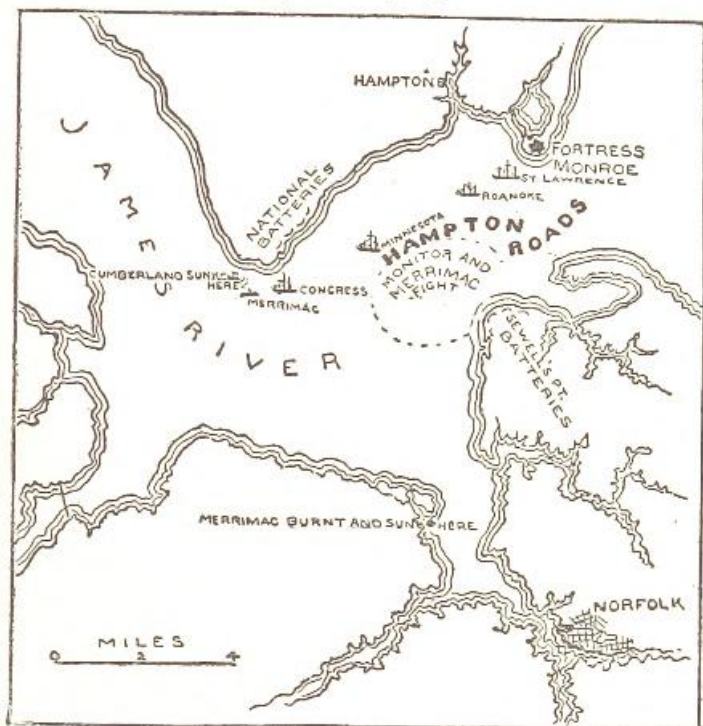 HAMPTON
FORTRESS
MONROE
ST. LAWRENCE
ROANOKE
JAMES RIVER
NATIONAL
BATTERIES
MINNESOTA
HAMPTON
ROADS
MONITOR AND
MERRIMAC
FIGHT
CUMBERLAND SUNK
HERE
CONGRESS
MERRIMAC
SEWELL'S PT.
BATTERIES
MERRIMAC BURNT AND SUNK HERE
NORFOLK
MILES
0 2 4